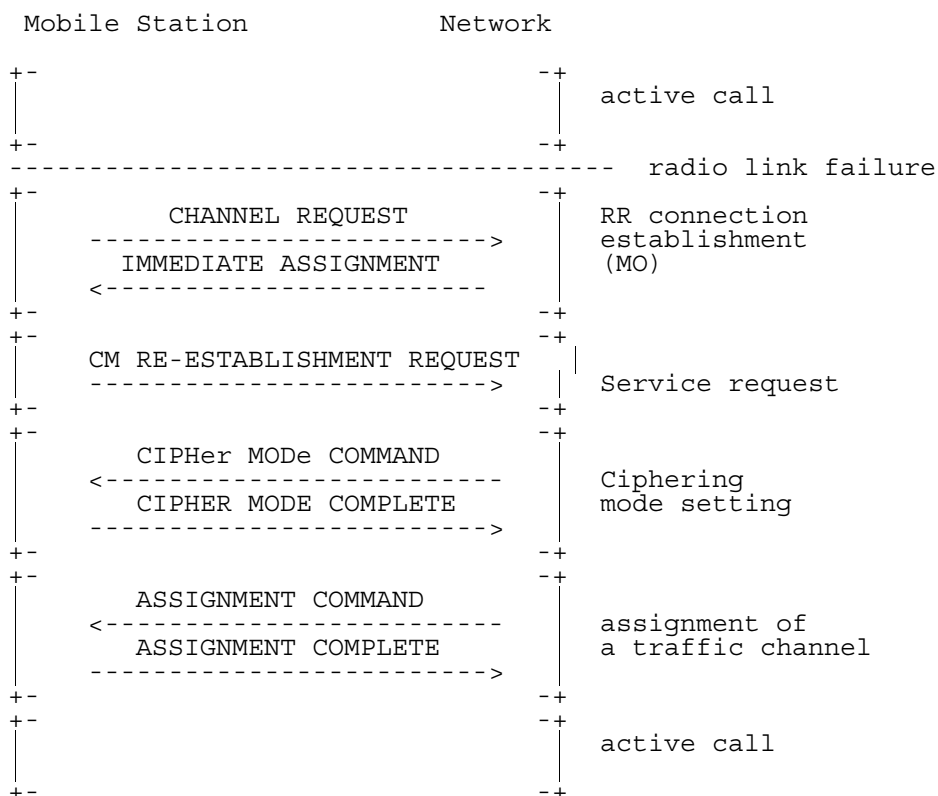 Mobile Station Network
active call
radio link failure
CHANNEL REQUEST RR connection
establishment
IMMEDIATE ASSIGNMENT (MO)
CM RE-ESTABLISHMENT REQUEST
Service request
CIPHer MODe COMMAND
Ciphering
CIPHER MODE COMPLETE mode setting
ASSIGNMENT COMMAND
assignment of
ASSIGNMENT COMPLETE a traffic channel
active call